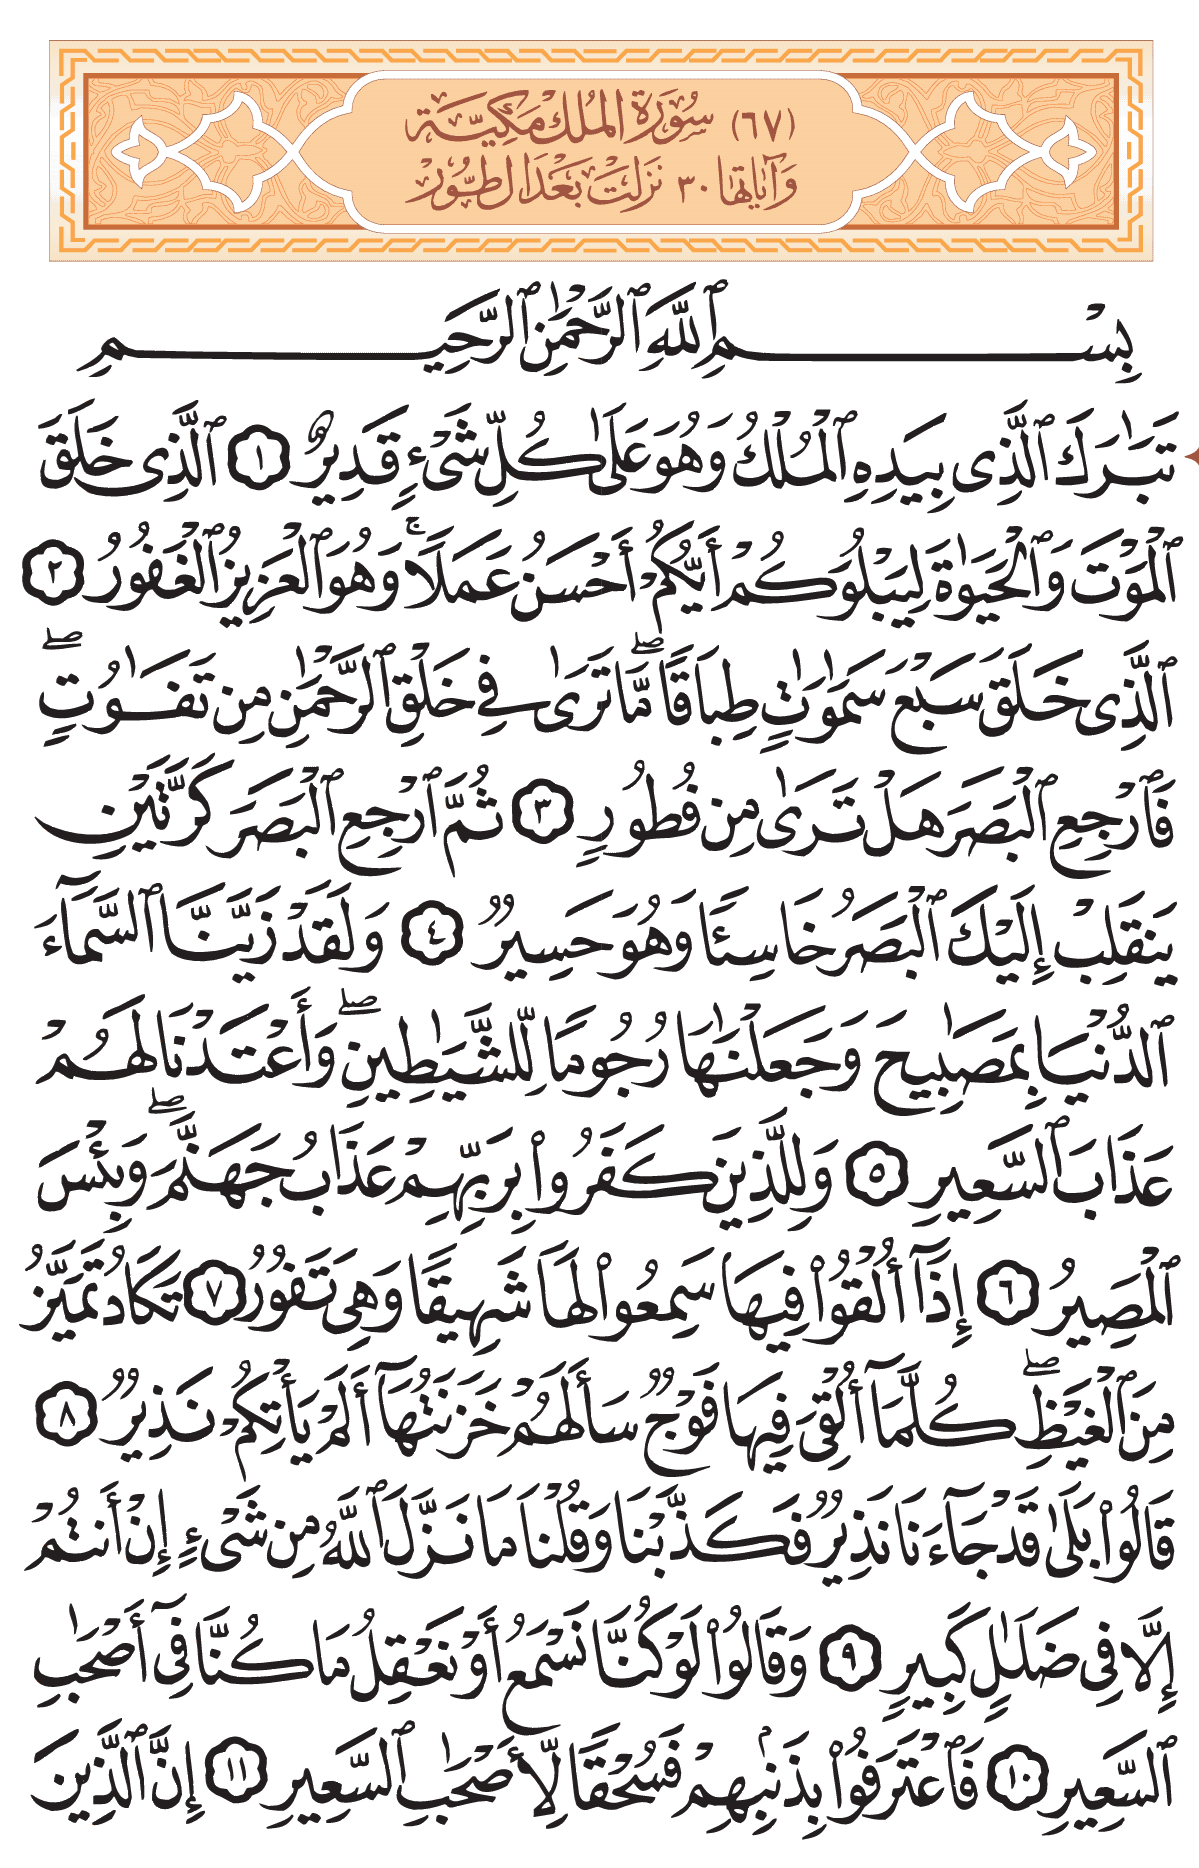 (٦٧) سُورَةُ المُلْكِ مَكِّيَّة
وَآيَاتُهَا ٣٠ نَزَلَتْ بَعْدَ الطُّور
بِسْمِ ٱللَّهِ ٱلرَّحْمَٰنِ ٱلرَّحِيمِ
تَبَٰرَكَ ٱلَّذِى بِيَدِهِ ٱلْمُلْكُ وَهُوَ عَلَىٰ كُلِّ شَىْءٍ قَدِيرٌ ١ ٱلَّذِى خَلَقَ
ٱلْمَوْتَ وَٱلْحَيَوٰةَ لِيَبْلُوَكُمْ أَيُّكُمْ أَحْسَنُ عَمَلًا ۚ وَهُوَ ٱلْعَزِيزُ ٱلْغَفُورُ ٢
ٱلَّذِى خَلَقَ سَبْعَ سَمَٰوَٰتٍ طِبَاقًا ۖ مَّا تَرَىٰ فِى خَلْقِ ٱلرَّحْمَٰنِ مِن تَفَٰوُتٍ ۖ
فَٱرْجِعِ ٱلْبَصَرَ هَلْ تَرَىٰ مِن فُطُورٍ ٣ ثُمَّ ٱرْجِعِ ٱلْبَصَرَ كَرَّتَيْنِ
يَنقَلِبْ إِلَيْكَ ٱلْبَصَرُ خَاسِئًا وَهُوَ حَسِيرٌ ٤ وَلَقَدْ زَيَّنَّا ٱلسَّمَآءَ
ٱلدُّنْيَا بِمَصَٰبِيحَ وَجَعَلْنَٰهَا رُجُومًا لِّلشَّيَٰطِينِ ۖ وَأَعْتَدْنَا لَهُمْ
عَذَابَ ٱلسَّعِيرِ ٥ وَلِلَّذِينَ كَفَرُوا۟ بِرَبِّهِمْ عَذَابُ جَهَنَّمَ ۖ وَبِئْسَ
ٱلْمَصِيرُ ٦ إِذَآ أُلْقُوا۟ فِيهَا سَمِعُوا۟ لَهَا شَهِيقًا وَهِىَ تَفُورُ ٧ تَكَادُ تَمَيَّزُ
مِنَ ٱلْغَيْظِ ۖ كُلَّمَآ أُلْقِىَ فِيهَا فَوْجٌ سَأَلَهُمْ خَزَنَتُهَآ أَلَمْ يَأْتِكُمْ نَذِيرٌ ٨
قَالُوا۟ بَلَىٰ قَدْ جَآءَنَا نَذِيرٌ فَكَذَّبْنَا وَقُلْنَا مَا نَزَّلَ ٱللَّهُ مِن شَىْءٍ إِنْ أَنتُمْ
إِلَّا فِى ضَلَٰلٍ كَبِيرٍ ٩ وَقَالُوا۟ لَوْ كُنَّا نَسْمَعُ أَوْ نَعْقِلُ مَا كُنَّا فِىٓ أَصْحَٰبِ
ٱلسَّعِيرِ ١٠ فَٱعْتَرَفُوا۟ بِذَنۢبِهِمْ فَسُحْقًا لِّأَصْحَٰبِ ٱلسَّعِيرِ ١١ إِنَّ ٱلَّذِينَ